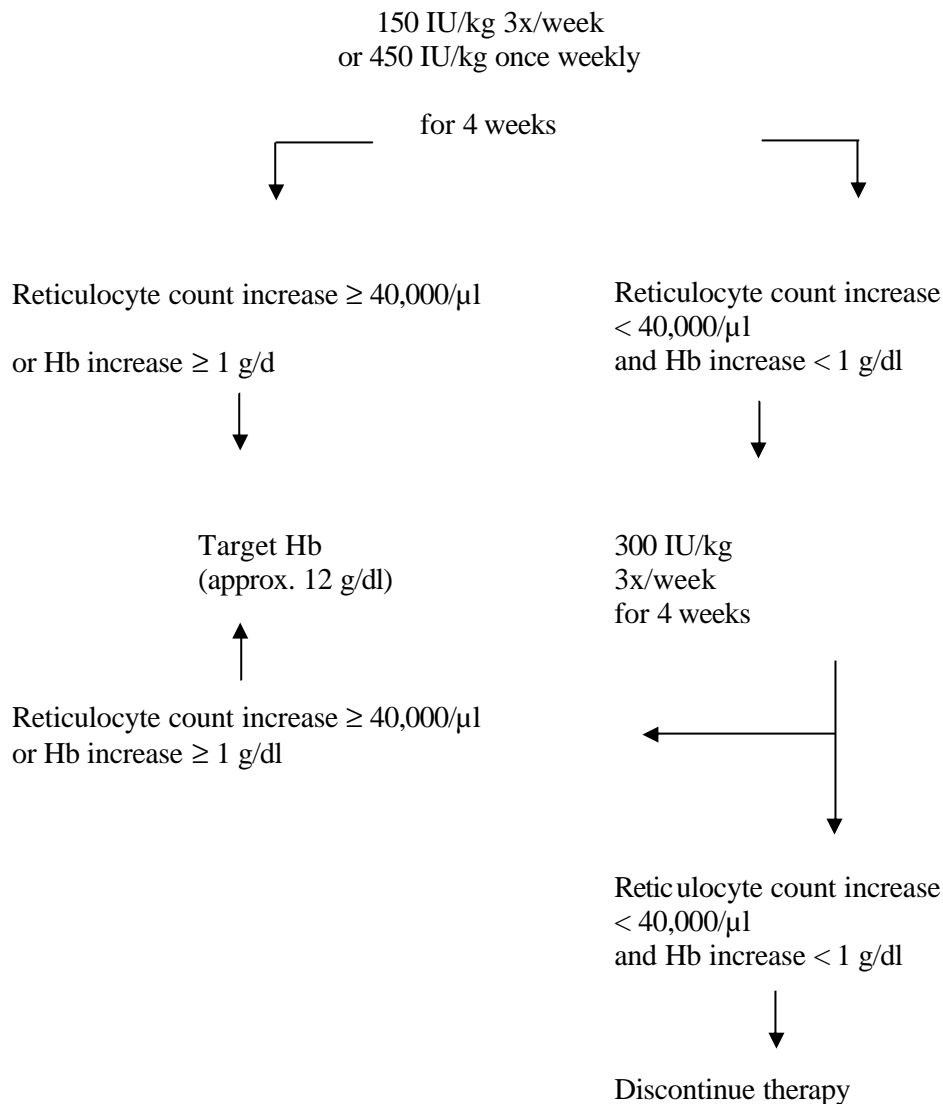 150 IU/kg 3x/week
or 450 IU/kg once weekly
for 4 weeks
Reticulocyte count increase ≥ 40,000/µl
or Hb increase ≥ 1 g/d
Reticulocyte count increase
< 40,000/µl
and Hb increase < 1 g/dl
Target Hb
(approx. 12 g/dl)
300 IU/kg
3x/week
for 4 weeks
Reticulocyte count increase ≥ 40,000/µl
or Hb increase ≥ 1 g/dl
Reticulocyte count increase
< 40,000/µl
and Hb increase < 1 g/dl
Discontinue therapy